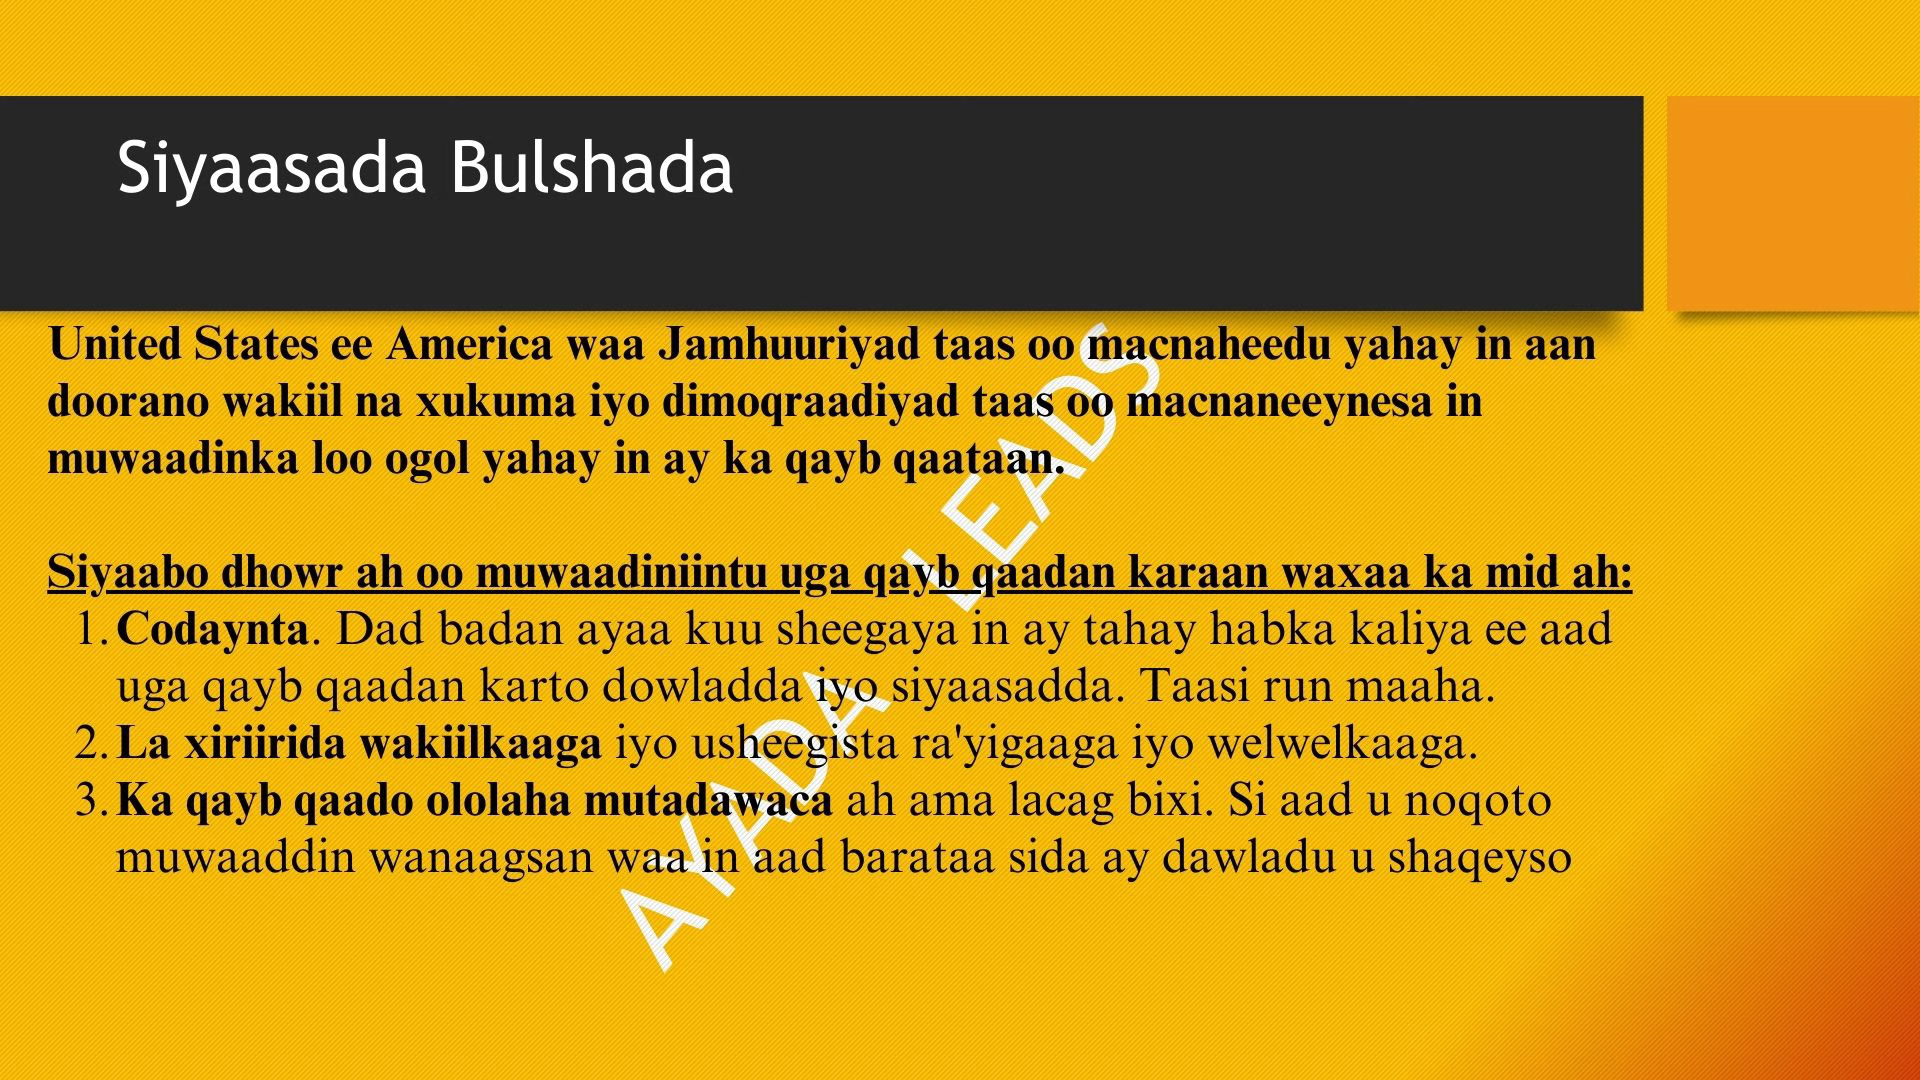 Siyaasada Bulshada
United States ee America waa Jamhuuriyad taas oo macnaheedu yahay in aan
doorano wakiil na xukuma iyo dimoqraadiyad taas oo macnaneeynesa in
muwaadinka loo ogol yahay in ay ka qayb qaataan.
Siyaabo dhowr ah oo muwaadiniintu uga qayb qaadan karaan waxaa ka mid ah:
1. Codaynta. Dad badan ayaa kuu sheegaya in ay tahay habka kaliya ee aad
uga qayb qaadan karto dowladda iyo siyaasadda. Taasi run maaha.
2. La xiriirida wakiilkaaga iyo usheegista ra'yigaaga iyo welwelkaaga.
3. Ka qayb qaado ololaha mutadawaca ah ama lacag bixi. Si aad u noqoto
muwaaddin wanaagsan waa in aad barataa sida ay dawladu u shaqeyso
AYADA LEADS